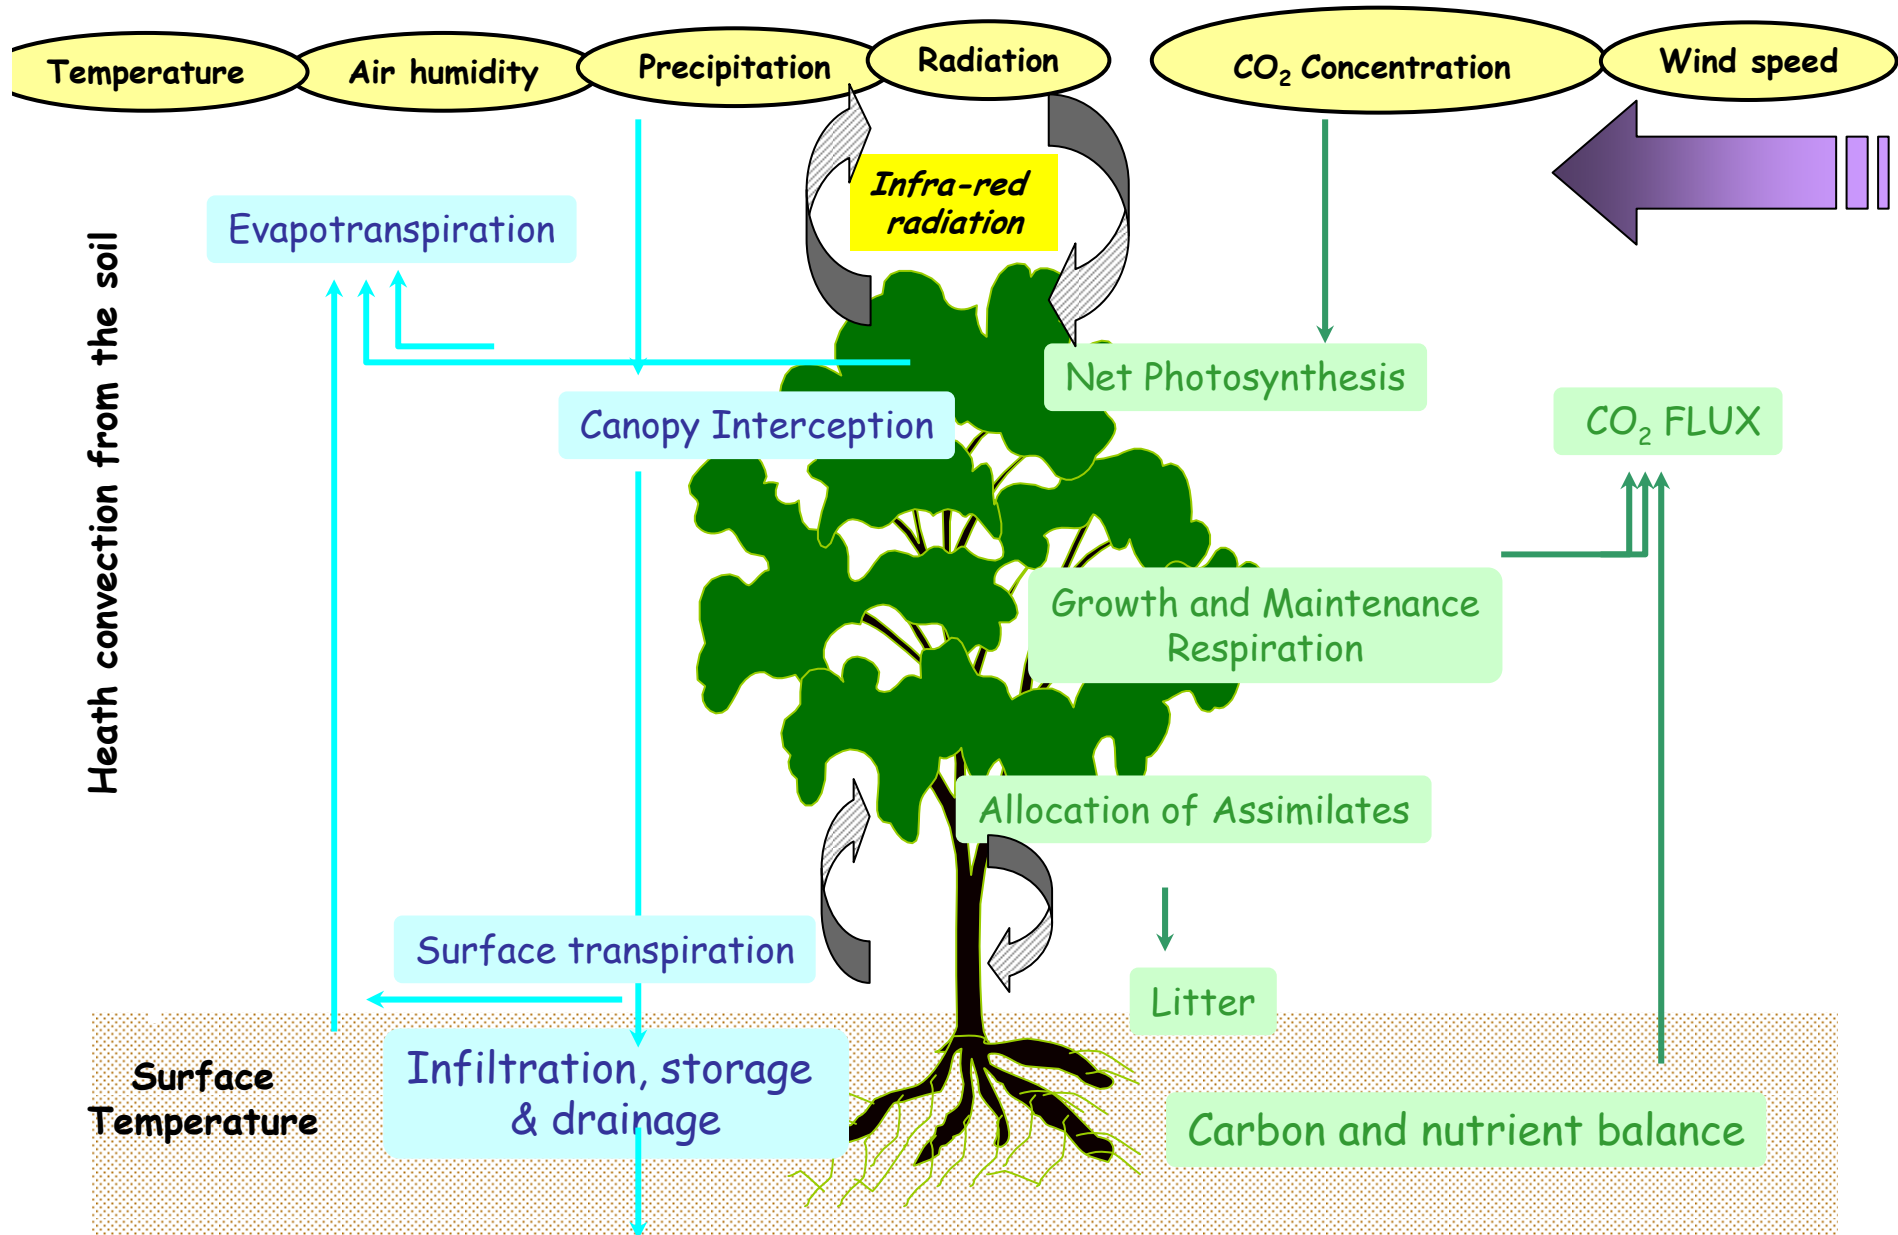 Temperature
Air humidity
Precipitation
Radiation
CO₂ Concentration
Wind speed
Infra-red
radiation
Evapotranspiration
Heath convection from the soil
Net Photosynthesis
Canopy Interception
CO₂ FLUX
Growth and Maintenance
Respiration
Allocation of Assimilates
Surface transpiration
Litter
Surface
Temperature
Infiltration, storage
& drainage
Carbon and nutrient balance